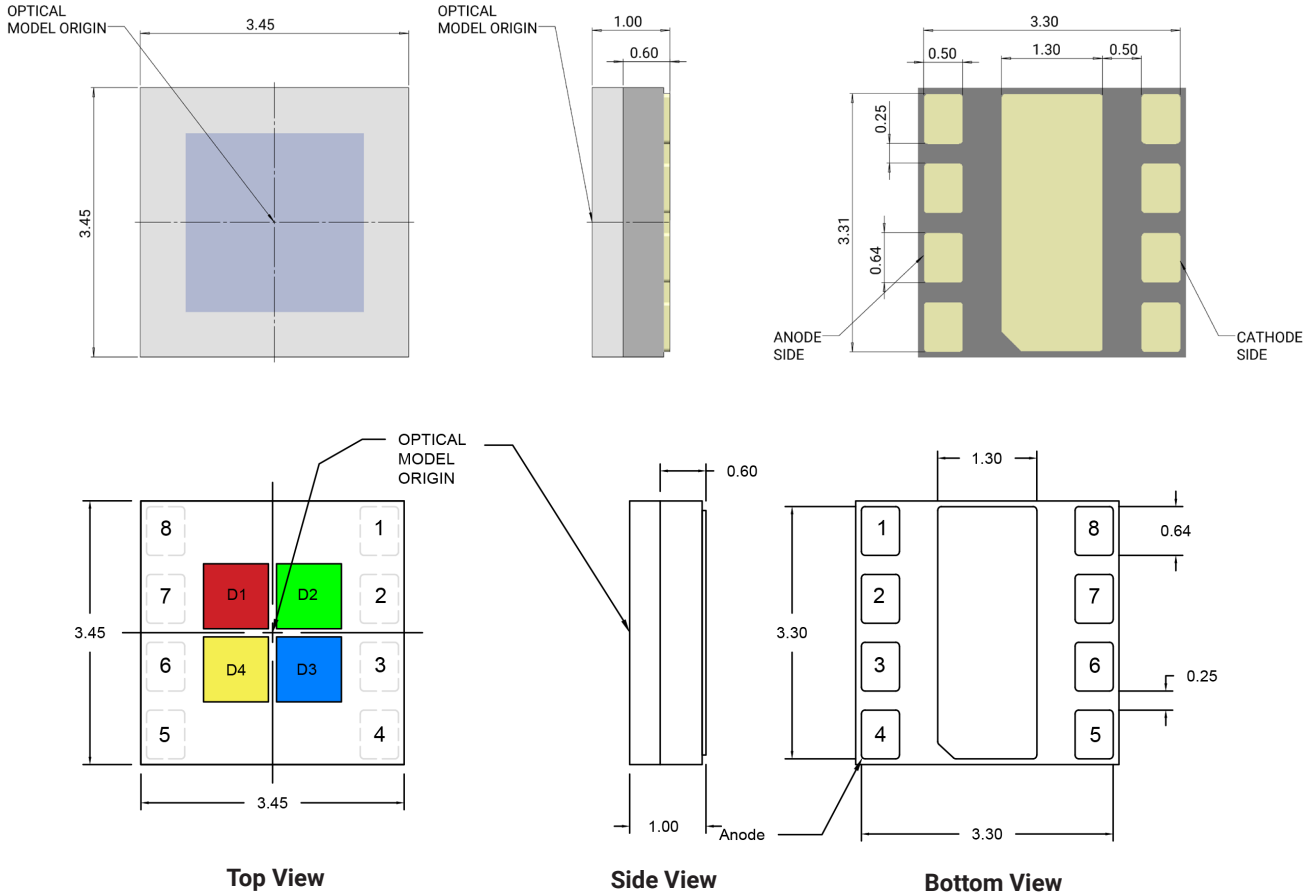 OPTICAL
MODEL ORIGIN
3.45
3.45
OPTICAL
MODEL ORIGIN
1.00
0.60
3.30
0.50
1.30
0.50
0.25
3.31
0.64
ANODE
SIDE
CATHODE
SIDE
OPTICAL
MODEL
ORIGIN
8
1
7
D1
D2
2
3.45
6
D4
D3
3
5
4
3.45
Top View
0.60
1.00
Side View
1.30
1
8
0.64
2
7
3.30
3
6
0.25
4
5
Anode
3.30
Bottom View